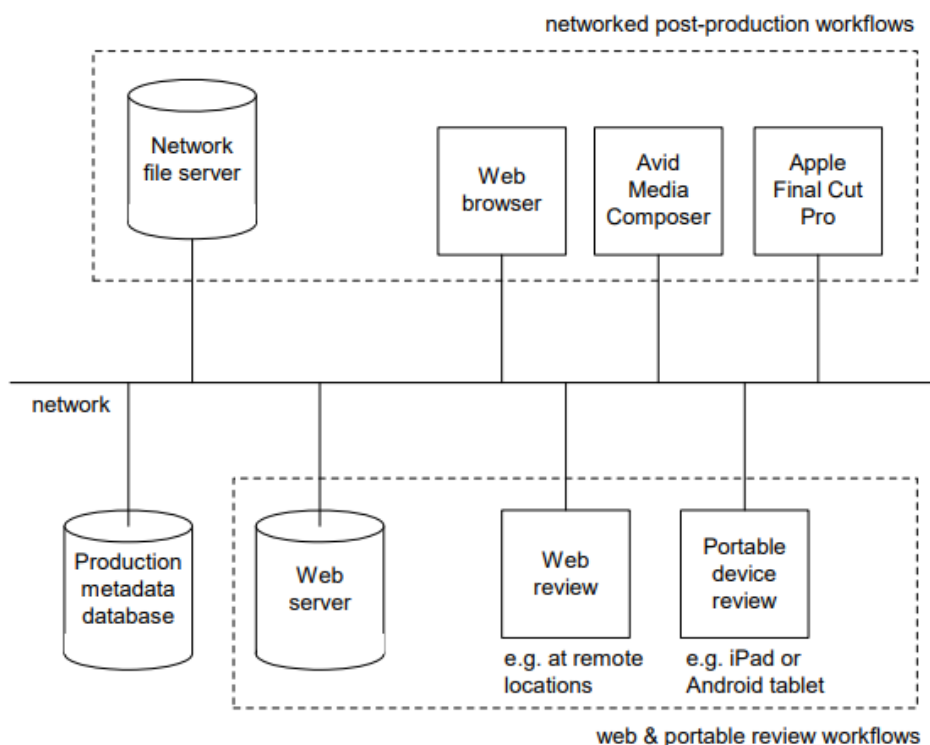 networked post-production workflows
Network
file server
Web
browser
Avid
Media
Composer
Apple
Final Cut
Pro
network
Production
metadata
database
Web
server
Web
review
e.g. at remote
locations
Portable
device
review
e.g. iPad or
Android tablet
web & portable review workflows